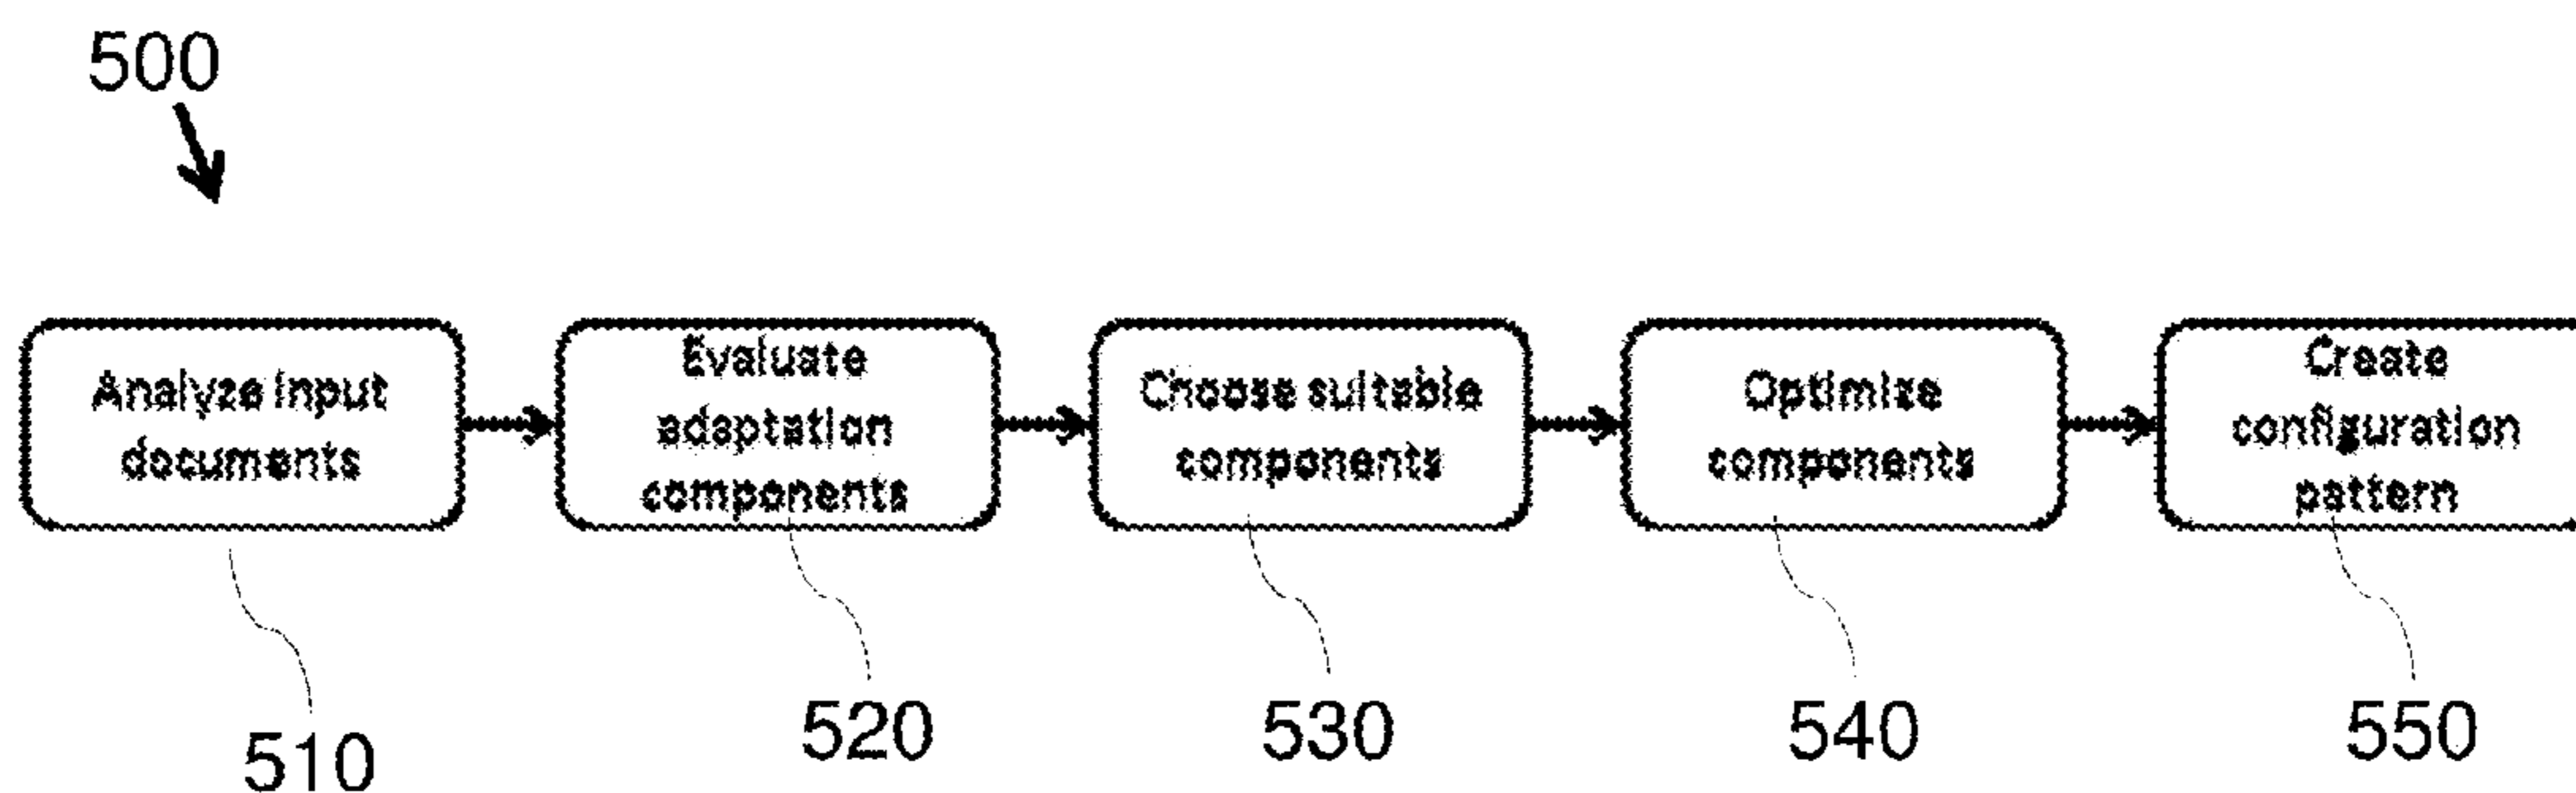 500
Analyze input
documents
Evaluate
adaptation
components
Choose suitable
components
Optimize
components
Create
configuration
pattern
510
520
530
540
550